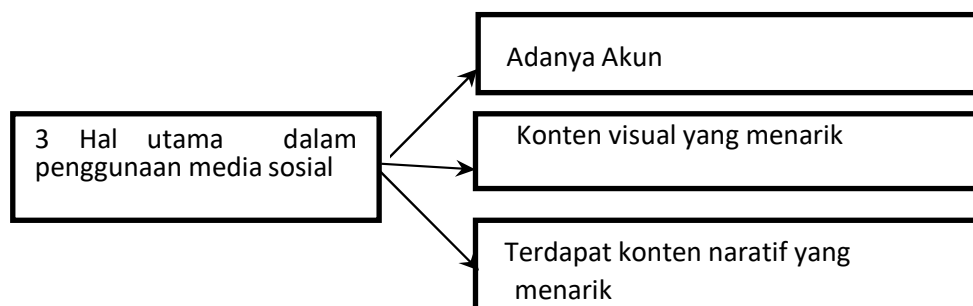 Adanya Akun
3 Hal utama dalam
penggunaan media sosial
Konten visual yang menarik
Terdapat konten naratif yang
menarik